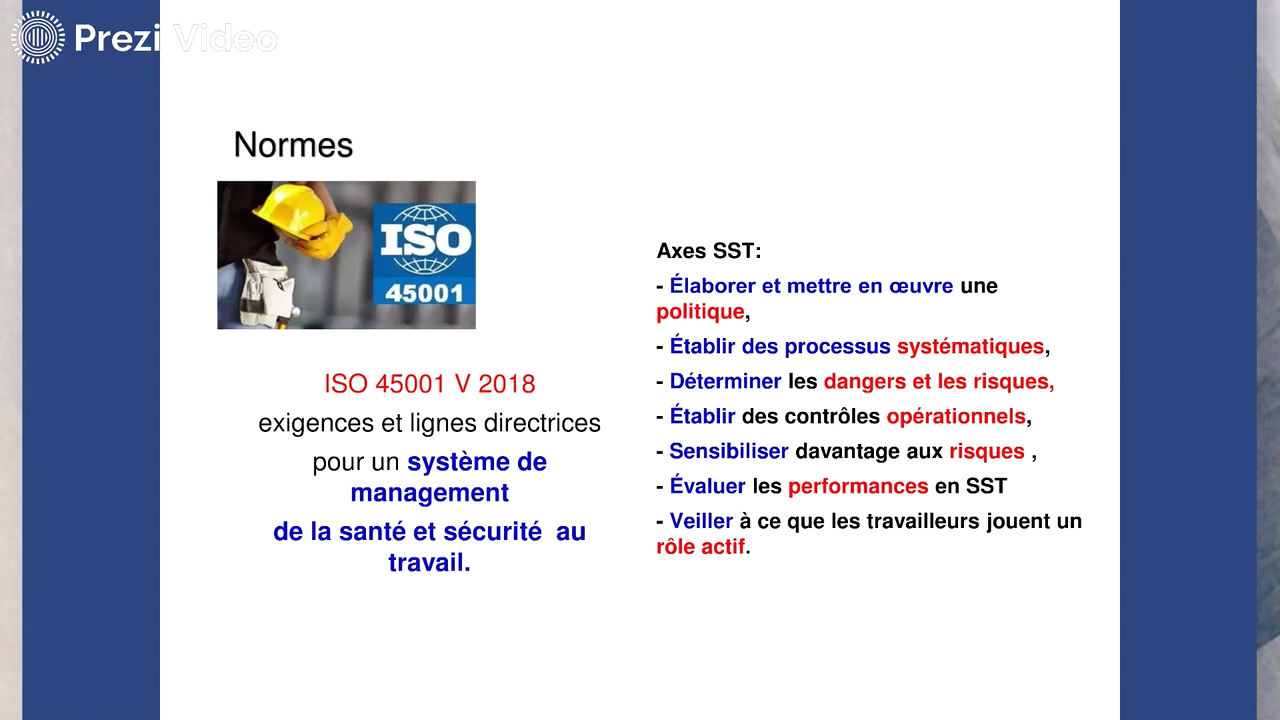 Prezi Video
Normes
ISO
45001
ISO 45001 V 2018
exigences et lignes directrices
pour un système de
management
de la santé et sécurité au
travail.
Axes SST:
- Élaborer et mettre en œuvre une
politique,
- Établir des processus systématiques,
- Déterminer les dangers et les risques,
- Établir des contrôles opérationnels,
- Sensibiliser davantage aux risques ,
- Évaluer les performances en SST
- Veiller à ce que les travailleurs jouent un
rôle actif.